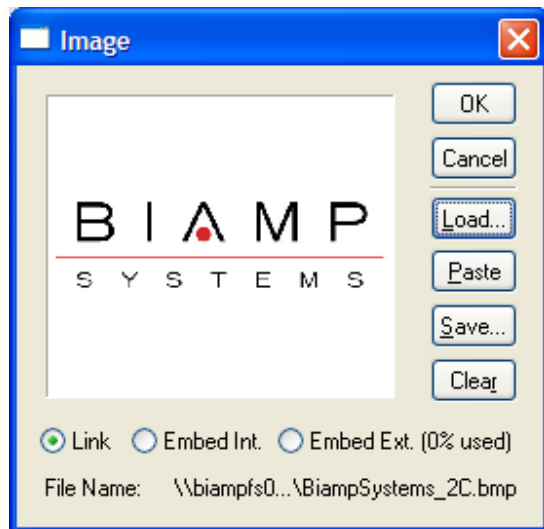 Image
OK
Cancel
BIAMP
SYSTEMS
Load...
Paste
Save...
Clear
Link Embed Int. Embed Ext. (0% used)
File Name: \\biampfs0...\BiampSystems_2C.bmp